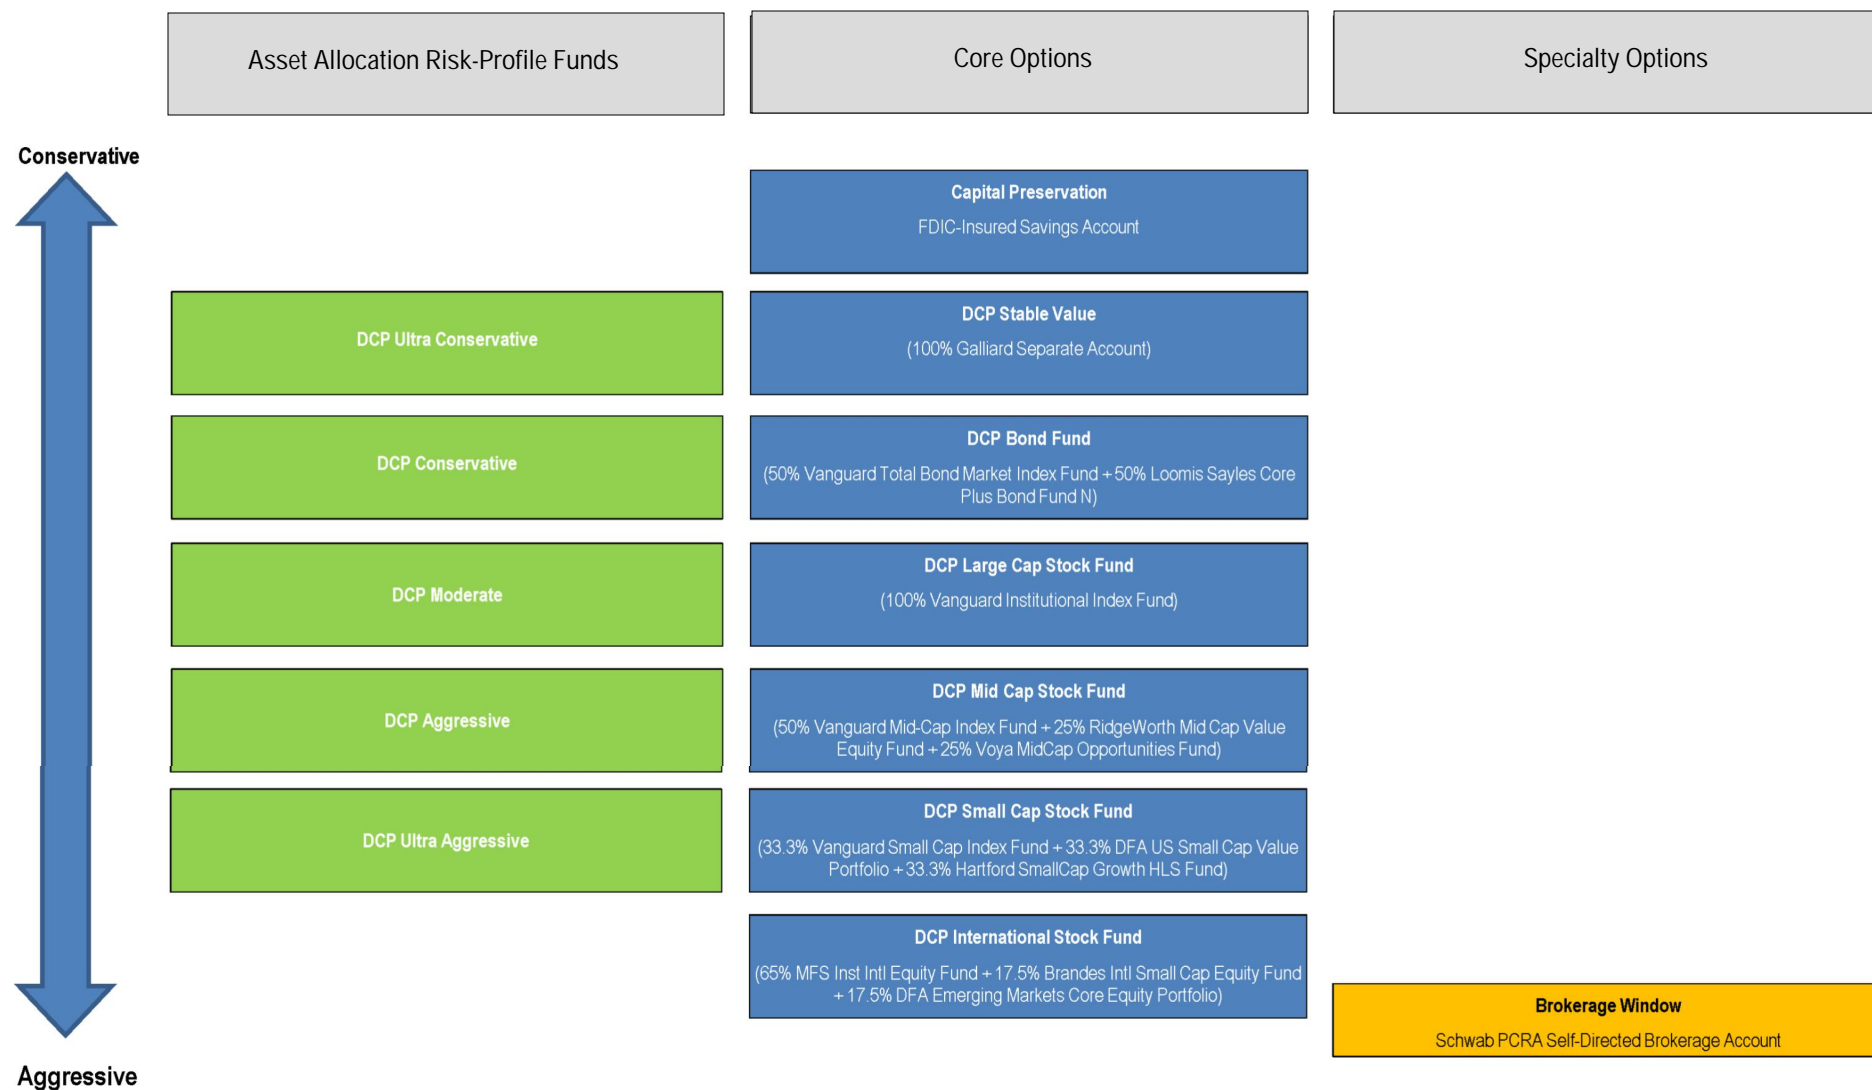 Asset Allocation Risk-Profile Funds
Core Options
Specialty Options
Conservative
Capital Preservation
FDIC-Insured Savings Account
DCP Ultra Conservative
DCP Stable Value
(100% Galliard Separate Account)
DCP Conservative
DCP Bond Fund
(50% Vanguard Total Bond Market Index Fund + 50% Loomis Sayles Core
Plus Bond Fund N)
DCP Moderate
DCP Large Cap Stock Fund
(100% Vanguard Institutional Index Fund)
DCP Aggressive
DCP Mid Cap Stock Fund
(50% Vanguard Mid-Cap Index Fund + 25% RidgeWorth Mid Cap Value
Equity Fund + 25% Voya MidCap Opportunities Fund)
DCP Ultra Aggressive
DCP Small Cap Stock Fund
(33.3% Vanguard Small Cap Index Fund + 33.3% DFA US Small Cap Value
Portfolio + 33.3% Hartford SmallCap Growth HLS Fund)
DCP International Stock Fund
(65% MFS Inst Intl Equity Fund + 17.5% Brandes Intl Small Cap Equity Fund
+ 17.5% DFA Emerging Markets Core Equity Portfolio)
Brokerage Window
Schwab PCRA Self-Directed Brokerage Account
Aggressive